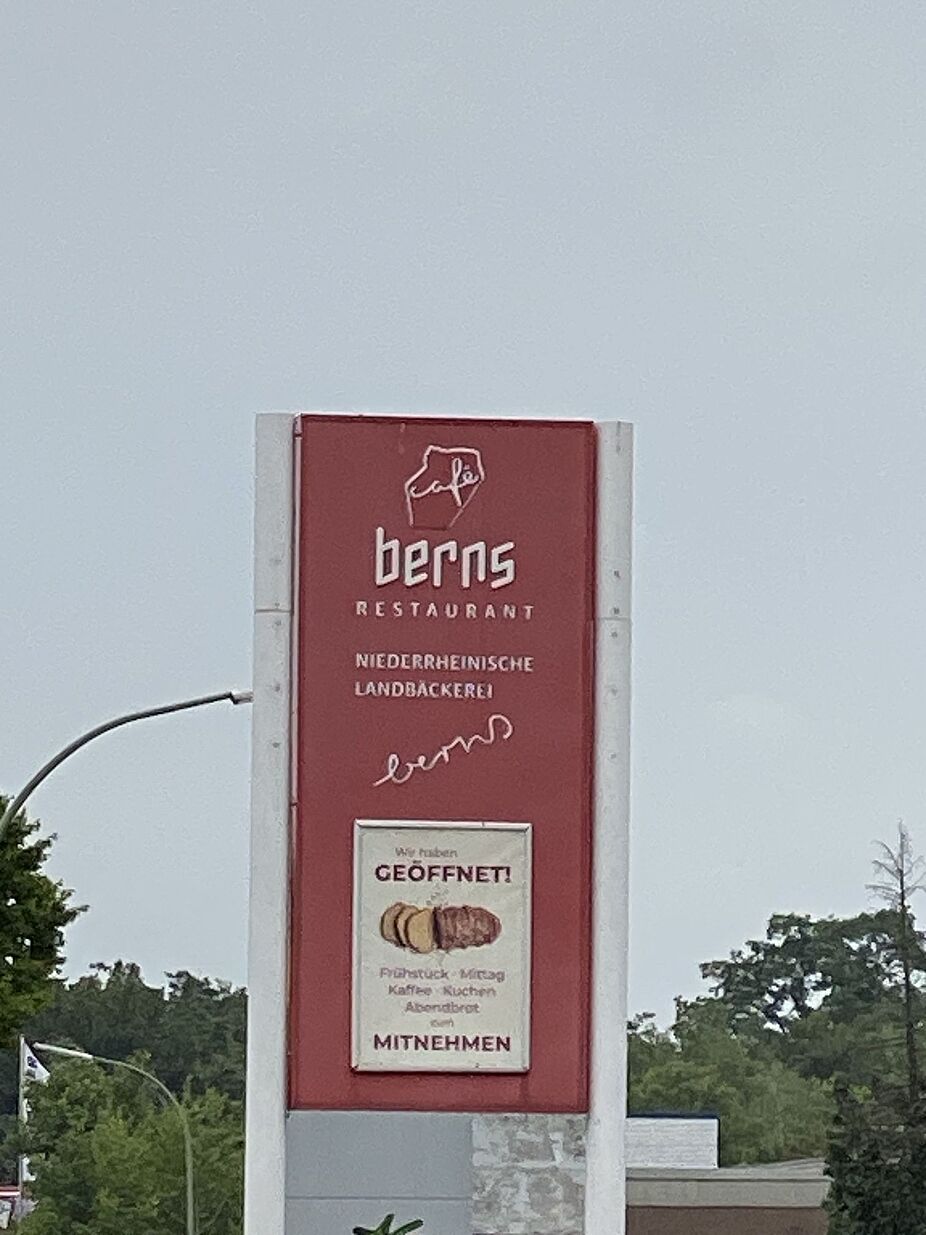 café
berns
RESTAURANT
NIEDERRHEINISCHE
LANDBÄCKEREI
berns
Wir haben
GEÖFFNET!
Frühstück · Mittag
Kaffee · Kuchen
Abendbrot
zum
MITNEHMEN